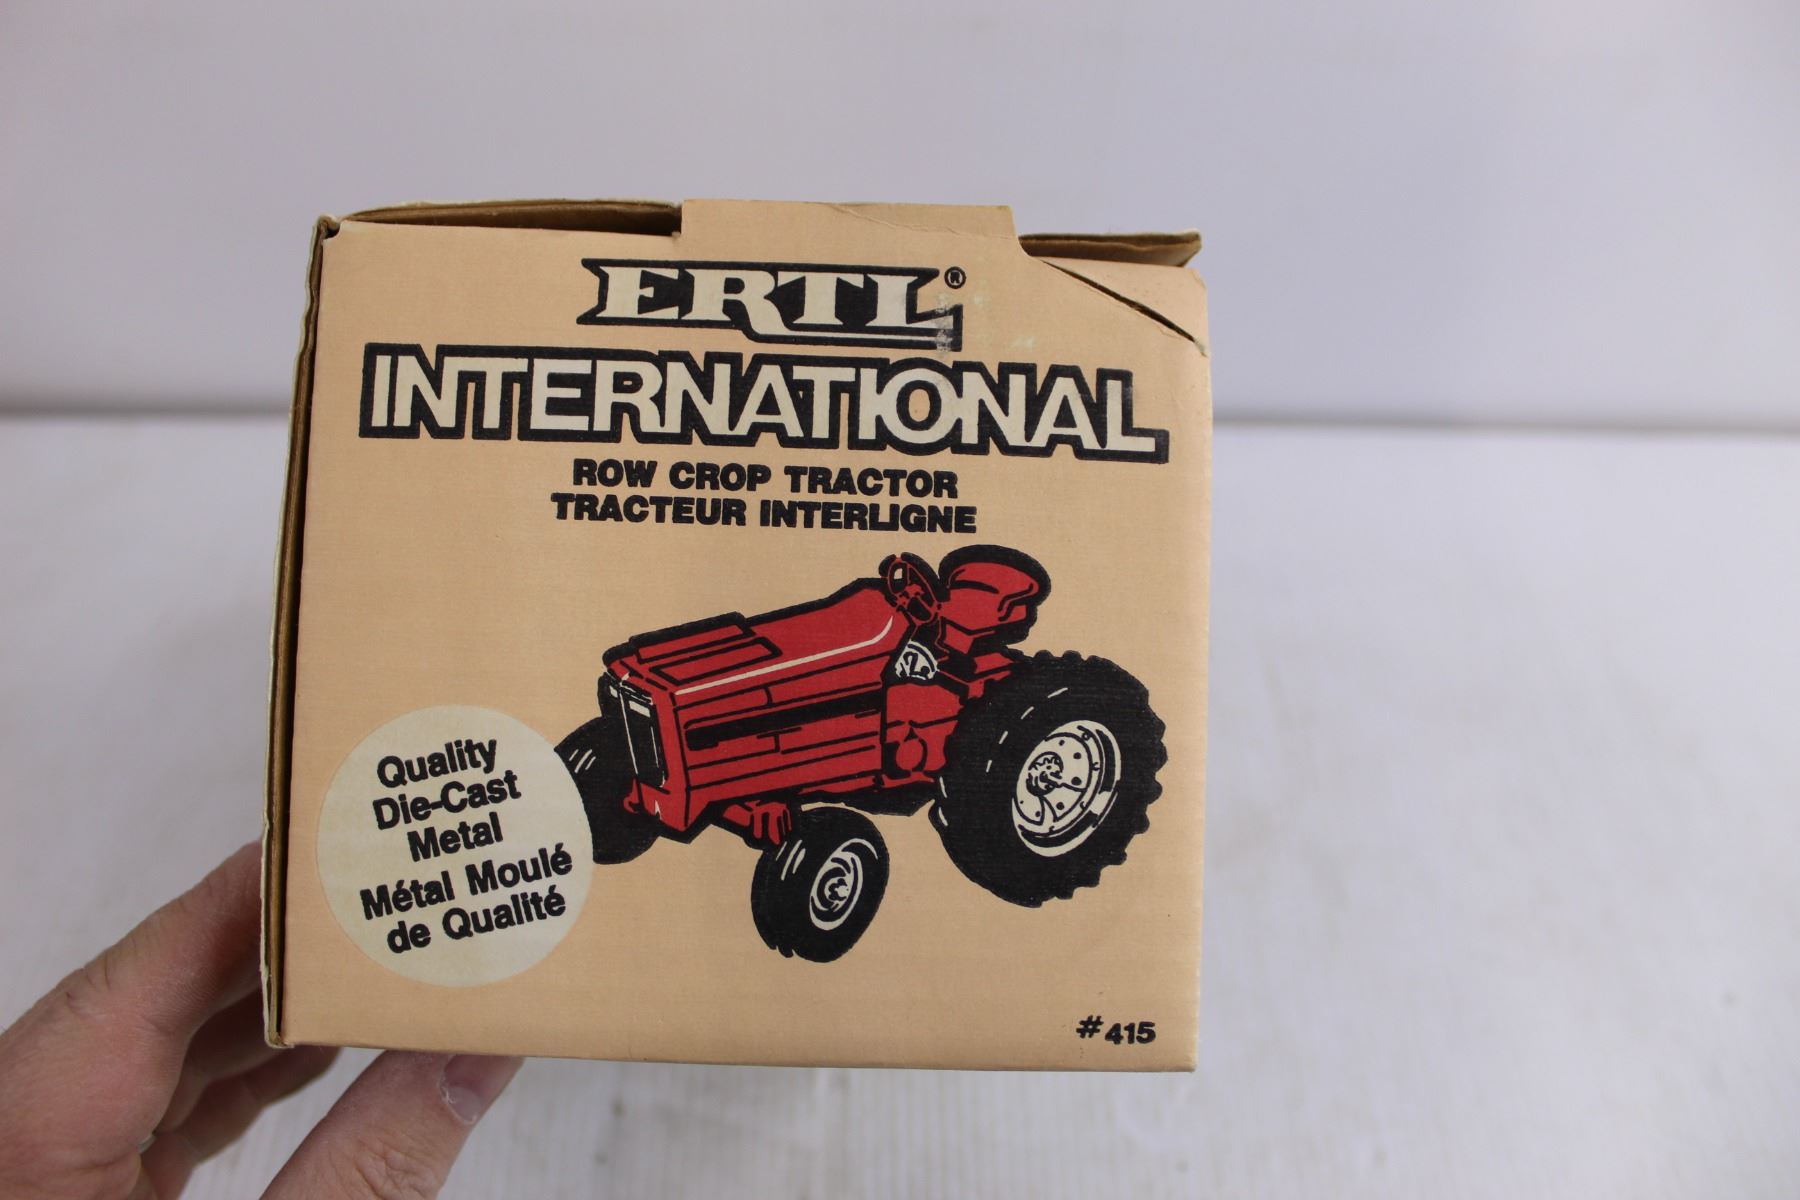 ERTL®
INTERNATIONAL
ROW CROP TRACTOR
TRACTEUR INTERLIGNE
Quality
Die-Cast
Metal
Métal Moulé
de Qualité
#415